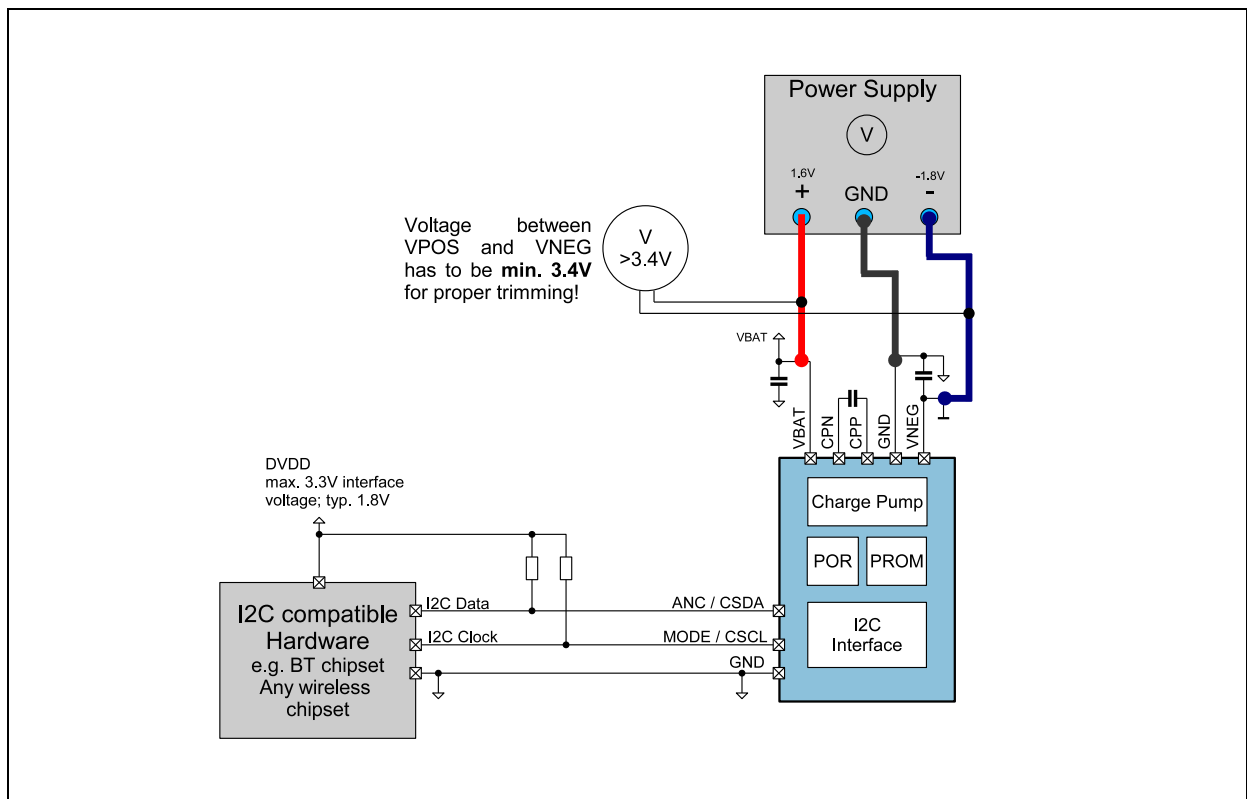 Power Supply
V
1.6V
-1.8V
+
GND
-
Voltage between
VPOS and VNEG
has to be min. 3.4V
for proper trimming!
V
>3.4V
VBAT
VBAT
CPN
CPP
GND
VNEG
DVDD
max. 3.3V interface
voltage; typ. 1.8V
Charge Pump
POR
PROM
I2C
Interface
I2C compatible
Hardware
e.g. BT chipset
Any wireless
chipset
I2C Data
ANC / CSDA
I2C Clock
MODE / CSCL
GND